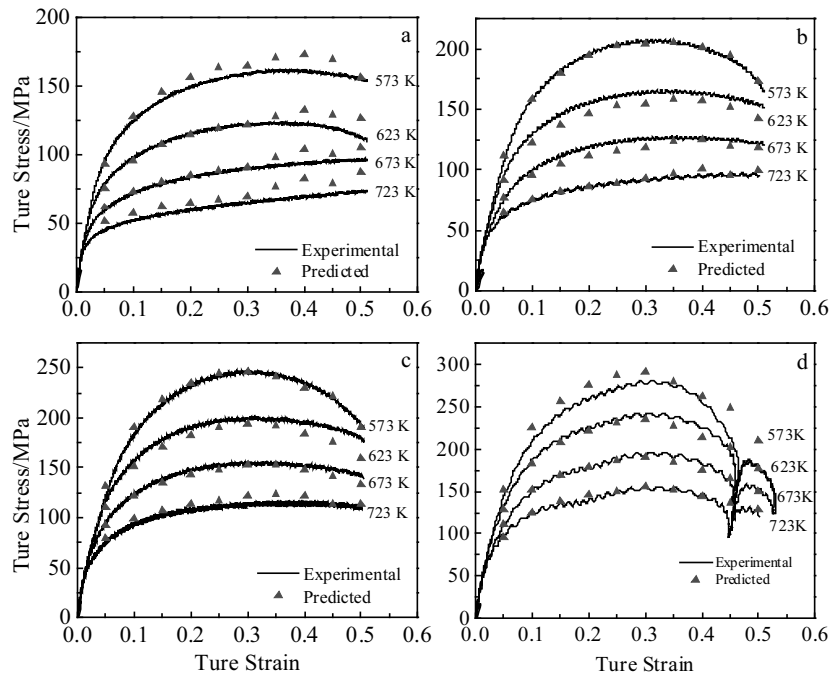 a
200
150
100
50
0
0.0 0.1 0.2 0.3 0.4 0.5 0.6
Ture Stress/MPa
573 K
623 K
673 K
723 K
Experimental
Predicted
b
200
150
100
50
0
0.0 0.1 0.2 0.3 0.4 0.5 0.6
573 K
623 K
673 K
723 K
Experimental
Predicted
c
250
200
150
100
50
0
0.0 0.1 0.2 0.3 0.4 0.5 0.6
Ture Stress/MPa
Ture Strain
573 K
623 K
673 K
723 K
Experimental
Predicted
d
300
250
200
150
100
50
0
0.0 0.1 0.2 0.3 0.4 0.5 0.6
Ture Strain
573K
623K
673K
723K
Experimental
Predicted